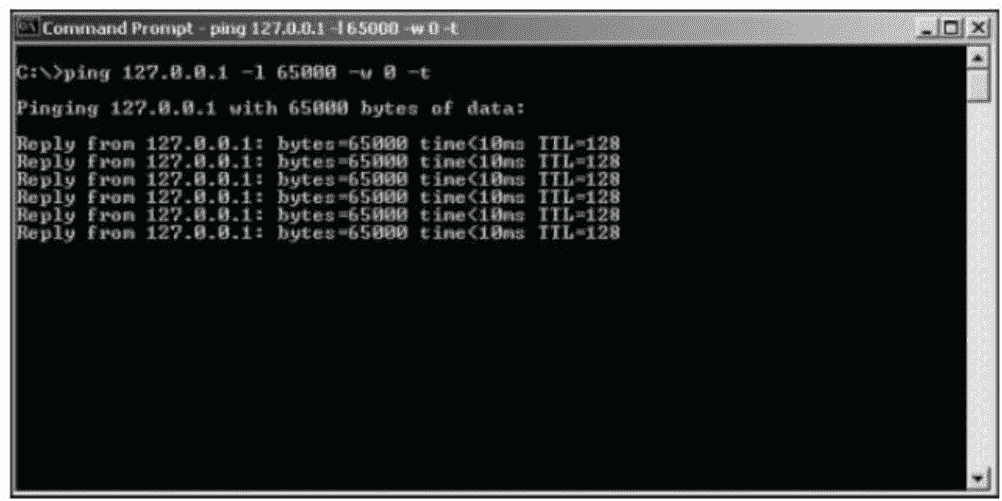 Command Prompt - ping 127.0.0.1 -l 65000 -w 0 -t
C:\>ping 127.0.0.1 -l 65000 -w 0 -t
Pinging 127.0.0.1 with 65000 bytes of data:
Reply from 127.0.0.1: bytes=65000 time<10ms TTL=128
Reply from 127.0.0.1: bytes=65000 time<10ms TTL=128
Reply from 127.0.0.1: bytes=65000 time<10ms TTL=128
Reply from 127.0.0.1: bytes=65000 time<10ms TTL=128
Reply from 127.0.0.1: bytes=65000 time<10ms TTL=128
Reply from 127.0.0.1: bytes=65000 time<10ms TTL=128